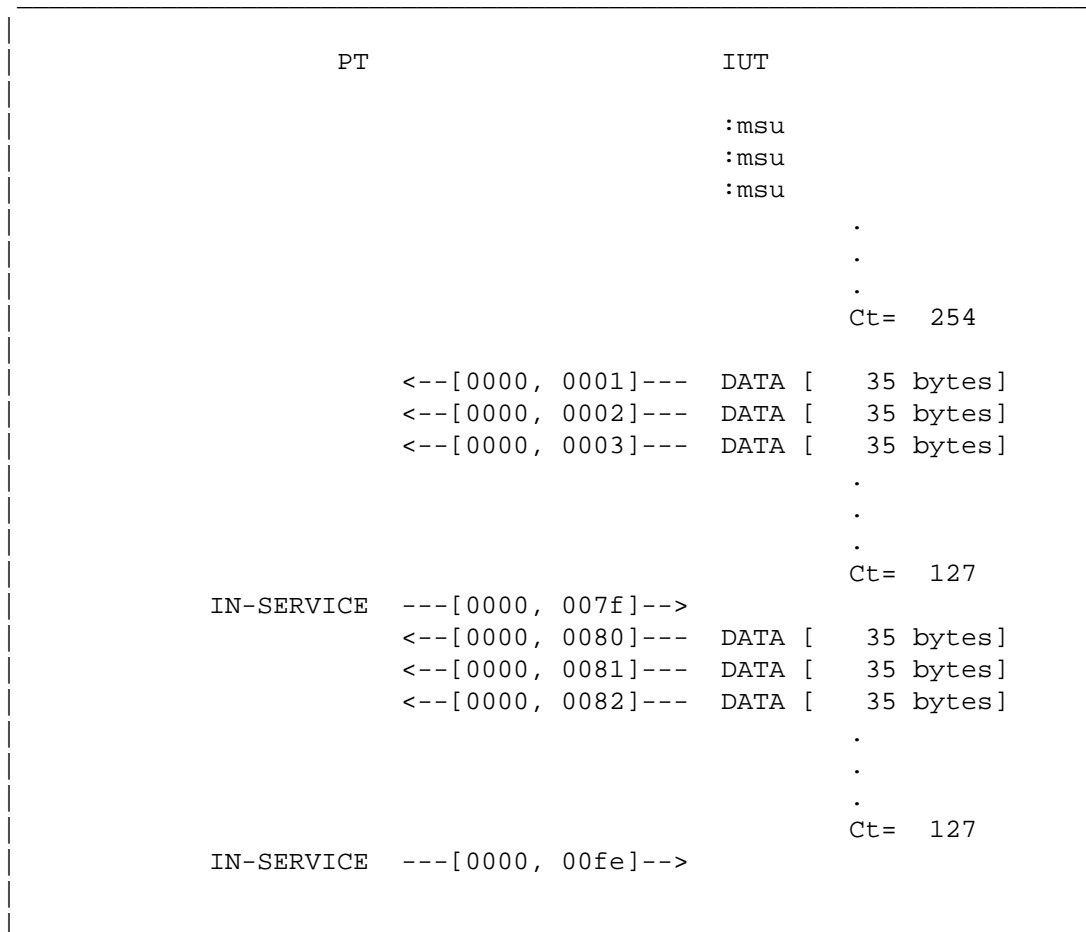 PT IUT
:msu
:msu
:msu
.
.
.
Ct= 254
<--[0000, 0001]--- DATA [ 35 bytes]
<--[0000, 0002]--- DATA [ 35 bytes]
<--[0000, 0003]--- DATA [ 35 bytes]
.
.
.
Ct= 127
IN-SERVICE ---[0000, 007f]-->
<--[0000, 0080]--- DATA [ 35 bytes]
<--[0000, 0081]--- DATA [ 35 bytes]
<--[0000, 0082]--- DATA [ 35 bytes]
.
.
.
Ct= 127
IN-SERVICE ---[0000, 00fe]-->